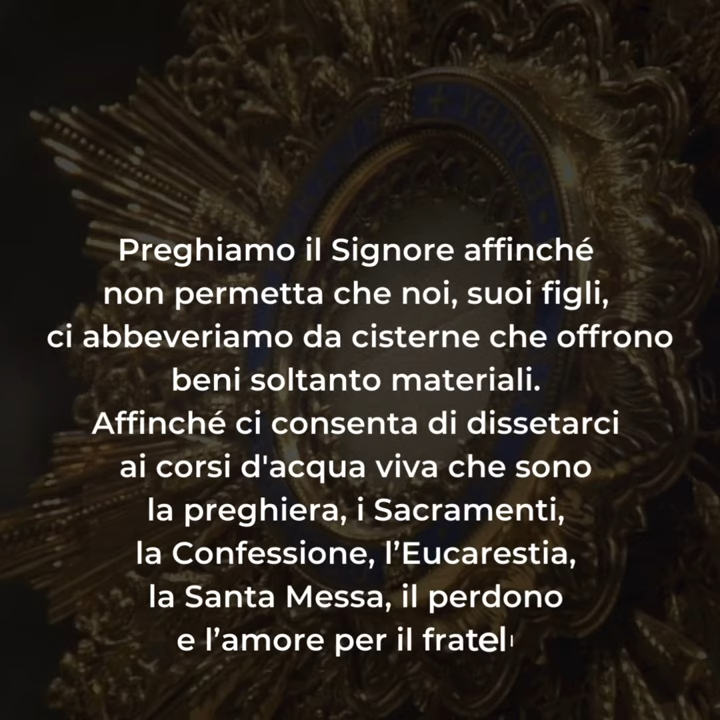 Preghiamo il Signore affinché
non permetta che noi, suoi figli,
ci abbeveriamo da cisterne che offrono
beni soltanto materiali.
Affinché ci consenta di dissetarci
ai corsi d'acqua viva che sono
la preghiera, i Sacramenti,
la Confessione, l’Eucarestia,
la Santa Messa, il perdono
e l’amore per il